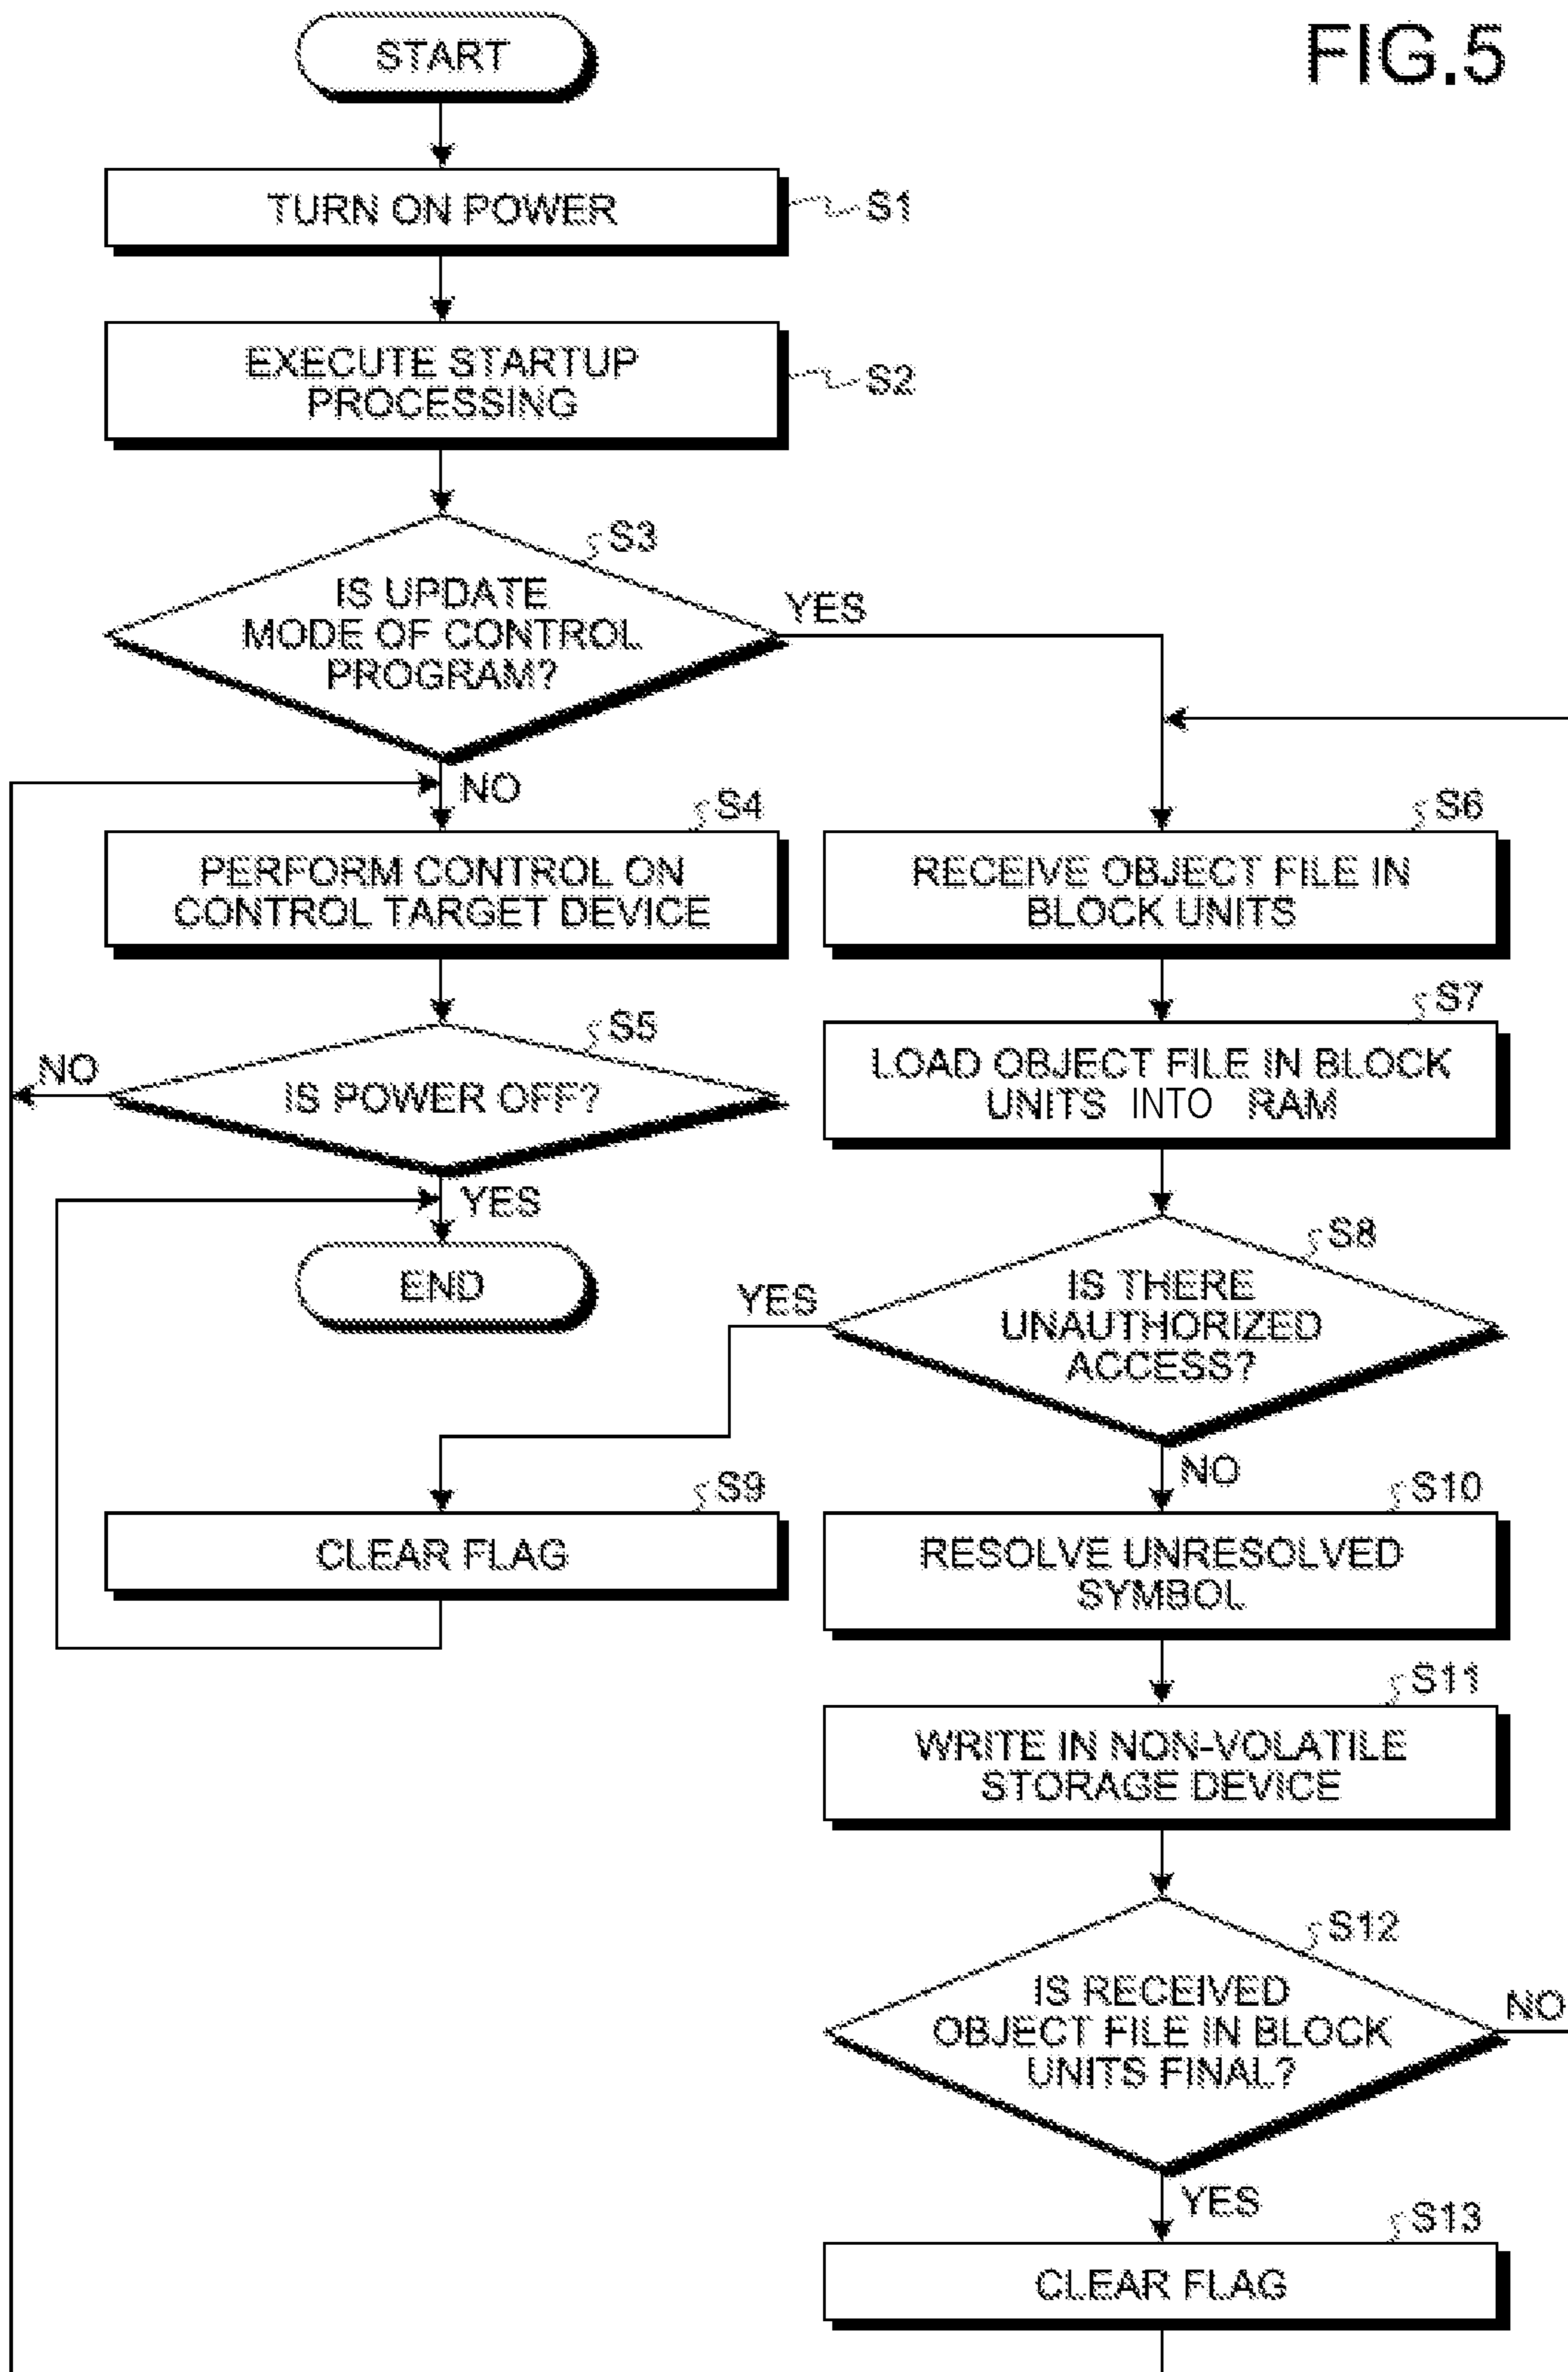 FIG.5
START
TURN ON POWER
S1
EXECUTE STARTUP
PROCESSING
S2
S3
IS UPDATE
MODE OF CONTROL
PROGRAM?
YES
NO
S4
PERFORM CONTROL ON
CONTROL TARGET DEVICE
S5
IS POWER OFF?
NO
YES
END
S6
RECEIVE OBJECT FILE IN
BLOCK UNITS
S7
LOAD OBJECT FILE IN BLOCK
UNITS INTO RAM
S8
IS THERE
UNAUTHORIZED
ACCESS?
YES
NO
S9
CLEAR FLAG
S10
RESOLVE UNRESOLVED
SYMBOL
S11
WRITE IN NON-VOLATILE
STORAGE DEVICE
S12
IS RECEIVED
OBJECT FILE IN BLOCK
UNITS FINAL?
NO
YES
S13
CLEAR FLAG